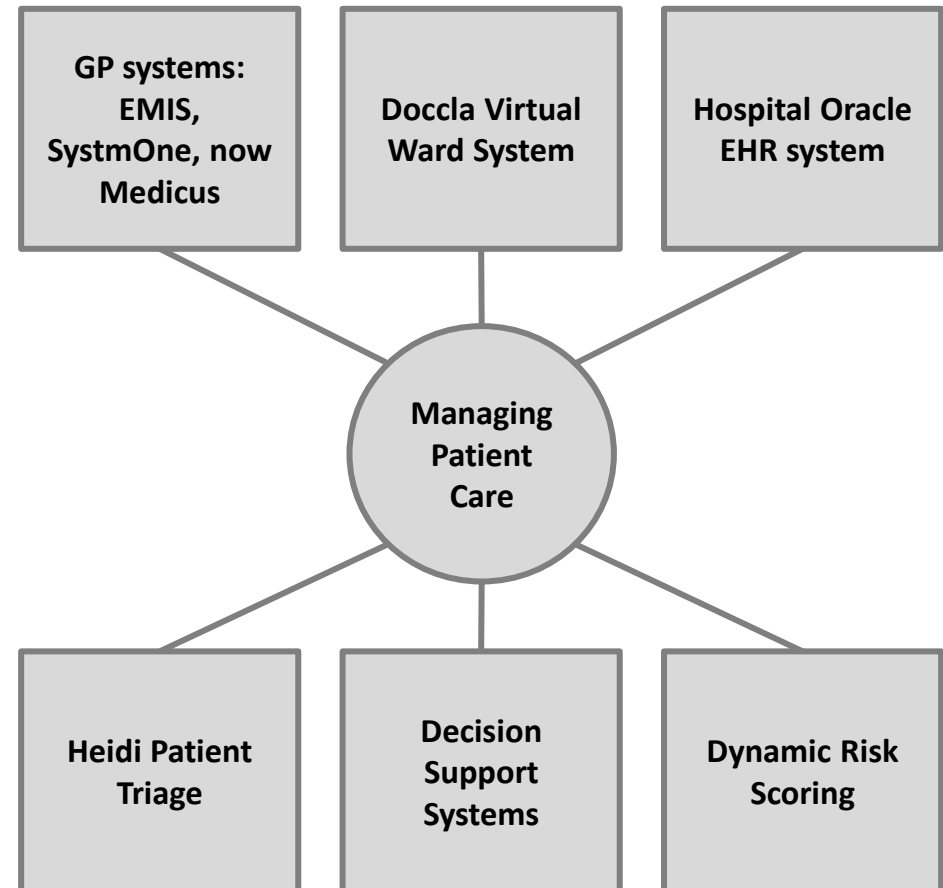 GP systems:
EMIS,
SystmOne, now
Medicus
Doccla Virtual
Ward System
Hospital Oracle
EHR system
Managing
Patient
Care
Heidi Patient
Triage
Decision
Support
Systems
Dynamic Risk
Scoring